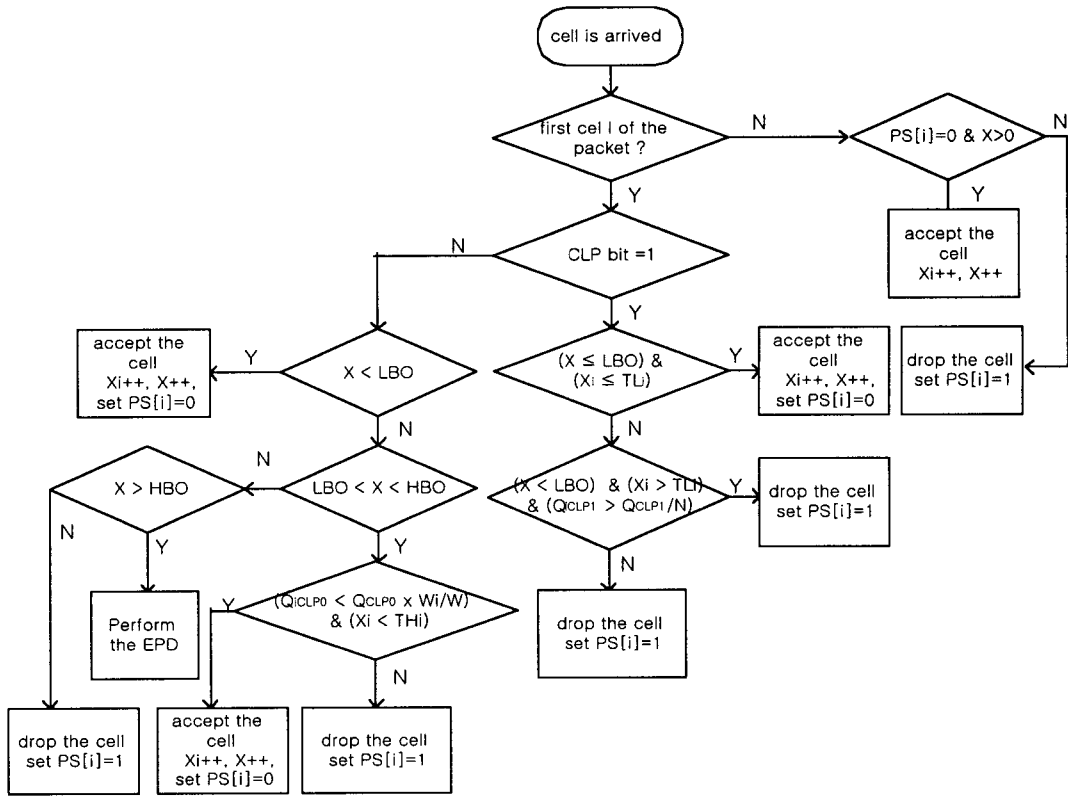 cell is arrived
first cel l of the
packet ?
N
PS[i]=0 & X>0
N
Y
Y
accept the
cell
Xi++, X++
N
CLP bit =1
Y
accept the
cell
Xi++, X++,
set PS[i]=0
Y
X < LBO
(X ≤ LBO) &
(Xi ≤ TLi)
Y
accept the
cell
Xi++, X++,
set PS[i]=0
drop the cell
set PS[i]=1
N
N
X > HBO
N
LBO < X < HBO
(X < LBO) & (Xi > TLi)
& (QiCLP1 > QCLP1/N)
Y
drop the cell
set PS[i]=1
N
Y
Y
N
Perform
the EPD
Y
(QiCLP0 < QCLP0 x Wi/W)
& (Xi < THi)
drop the cell
set PS[i]=1
N
drop the cell
set PS[i]=1
accept the
cell
Xi++, X++,
set PS[i]=0
drop the cell
set PS[i]=1